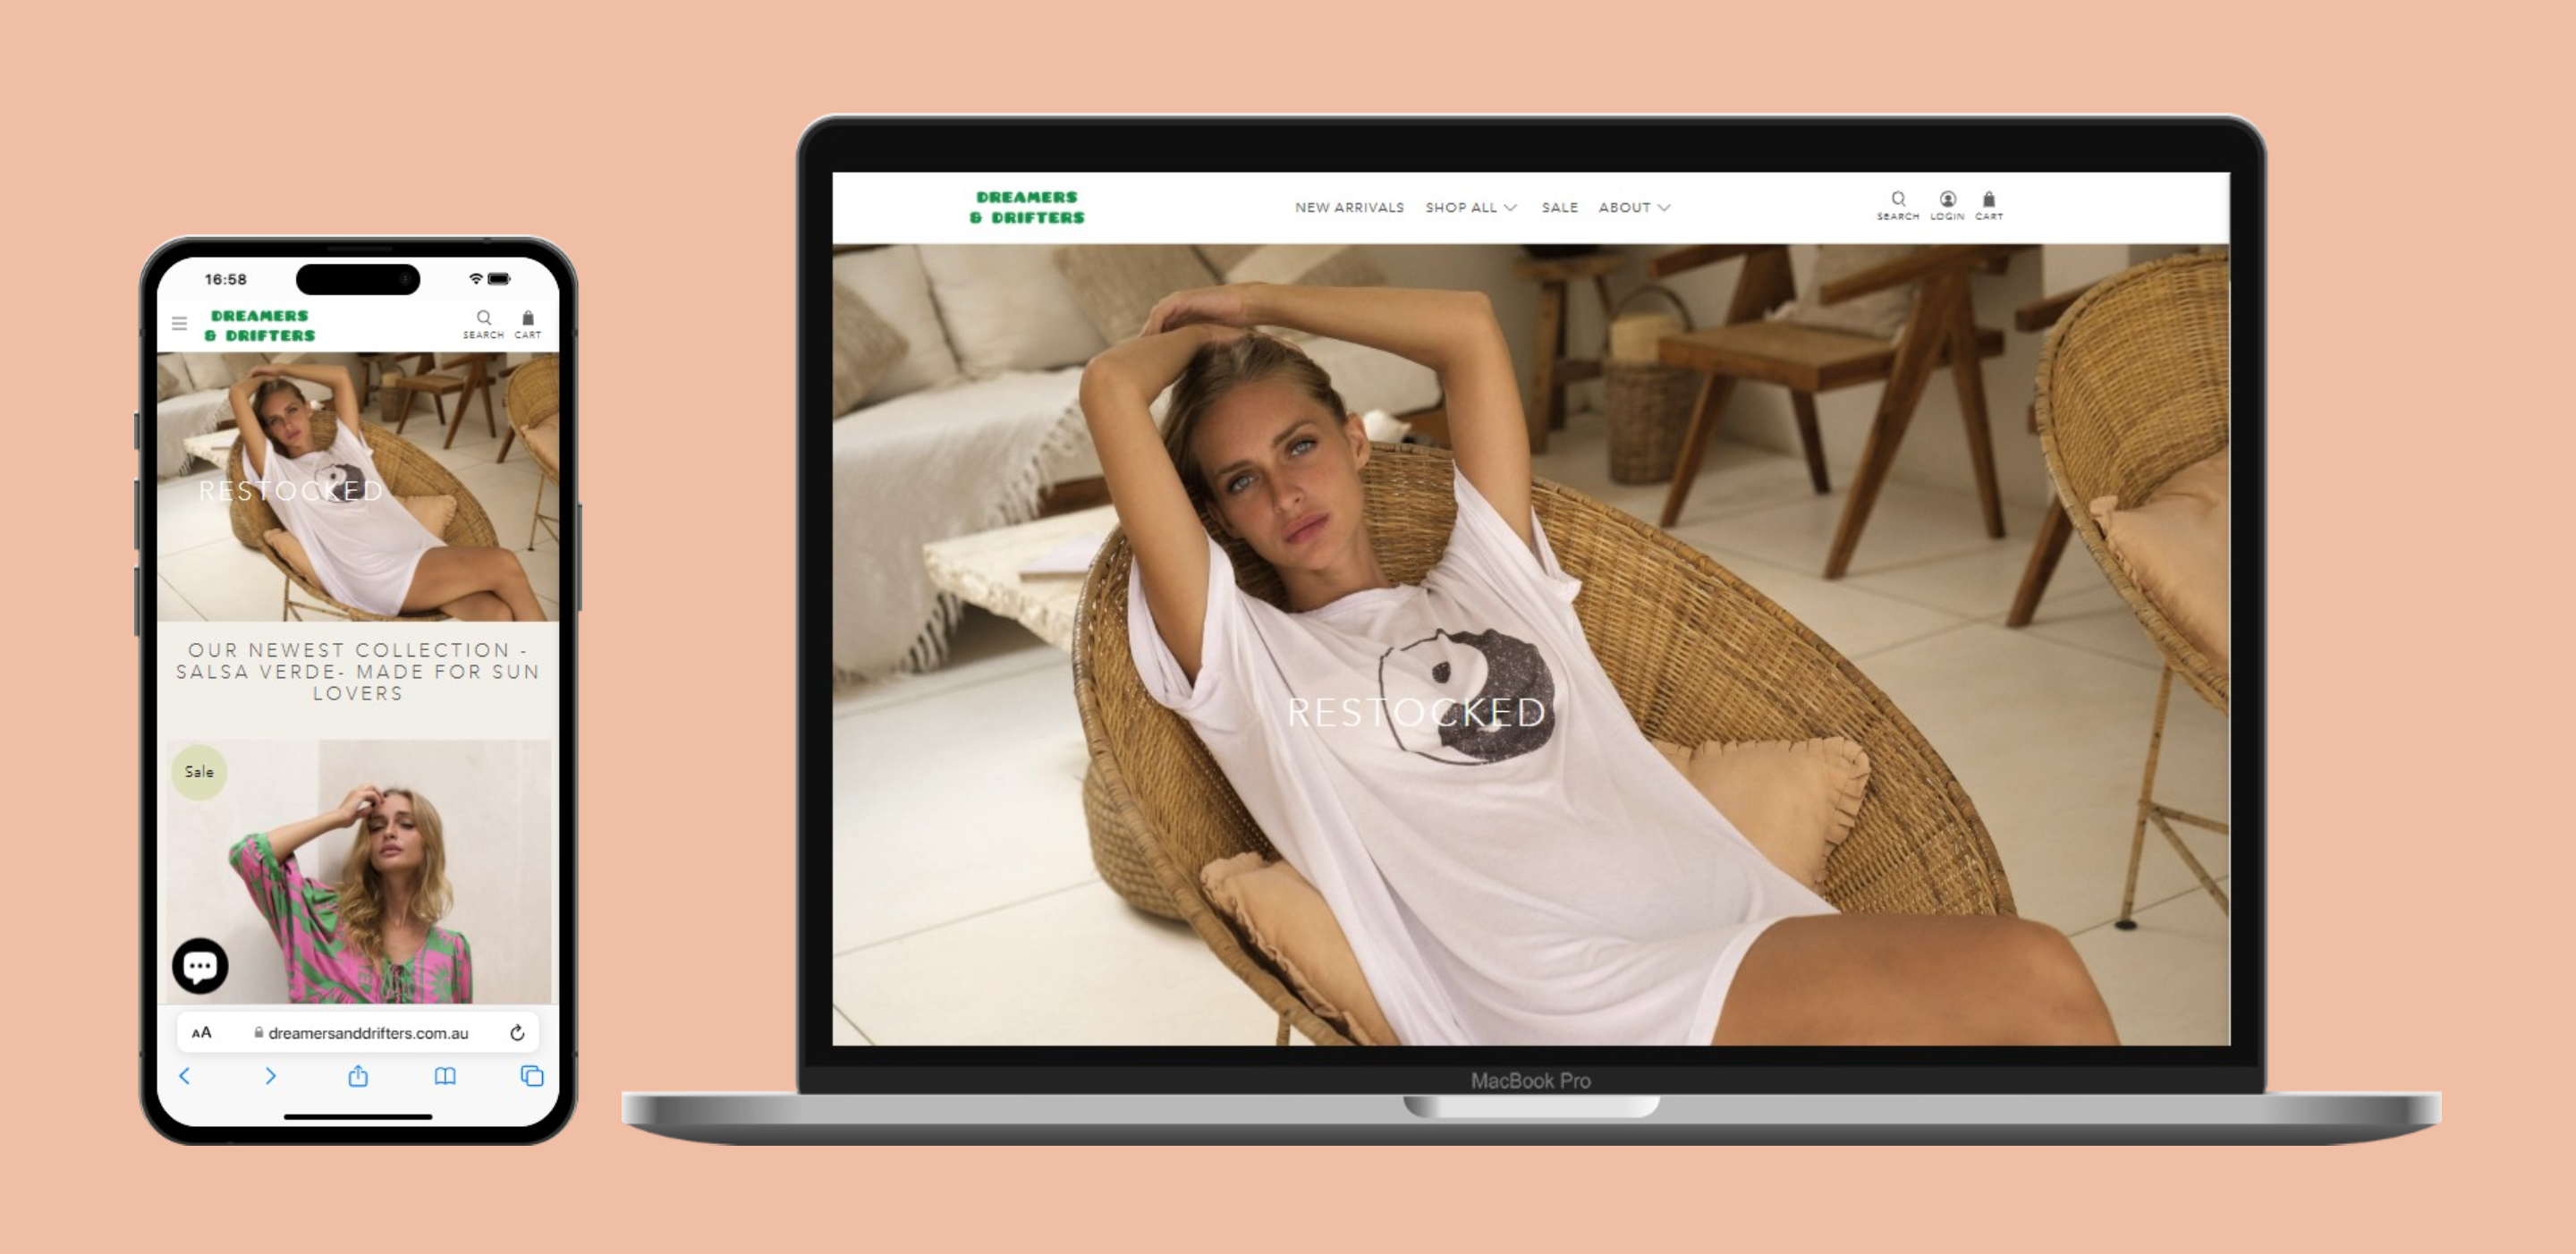 16:58
DREAMERS
& DRIFTERS
SEARCH CART
RESTOCKED
OUR NEWEST COLLECTION -
SALSA VERDE- MADE FOR SUN
LOVERS
Sale
AA dreamersanddrifters.com.au
DREAMERS
& DRIFTERS
NEW ARRIVALS SHOP ALL SALE ABOUT
SEARCH LOGIN CART
RESTOCKED
MacBook Pro